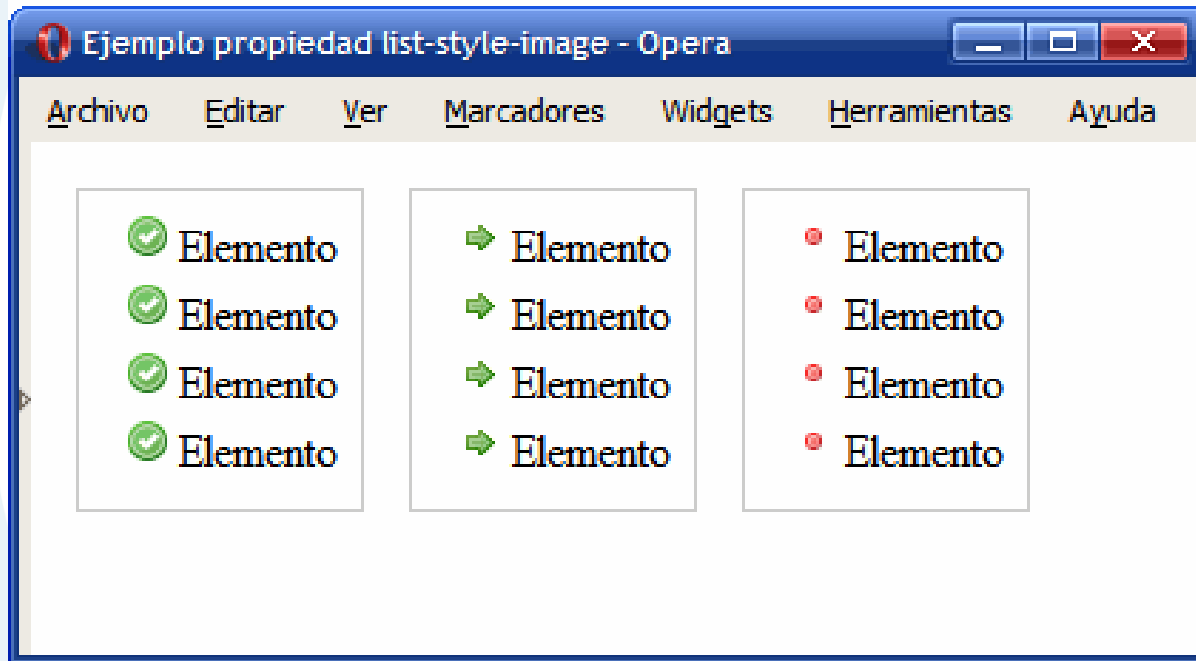 Ejemplo propiedad list-style-image - Opera
Archivo Editar Ver Marcadores Widgets Herramientas Ayuda
Elemento Elemento Elemento
Elemento Elemento Elemento
Elemento Elemento Elemento
Elemento Elemento Elemento